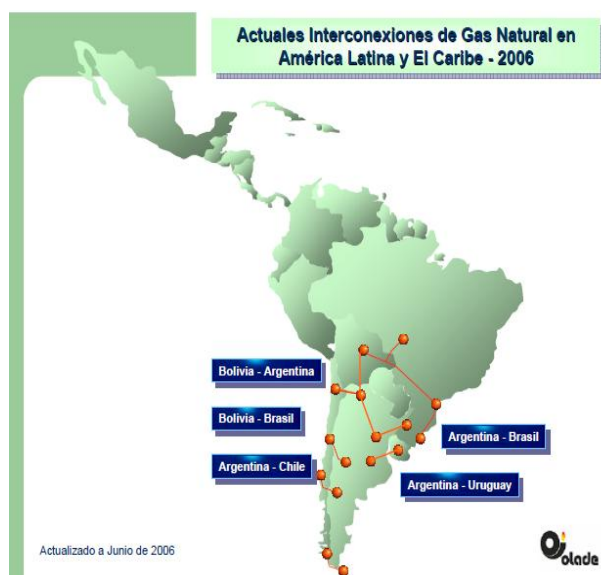 Actuales Interconexiones de Gas Natural en
América Latina y El Caribe - 2006
Bolivia - Argentina
Bolivia - Brasil
Argentina - Brasil
Argentina - Chile
Argentina - Uruguay
Actualizado a Junio de 2006
olade